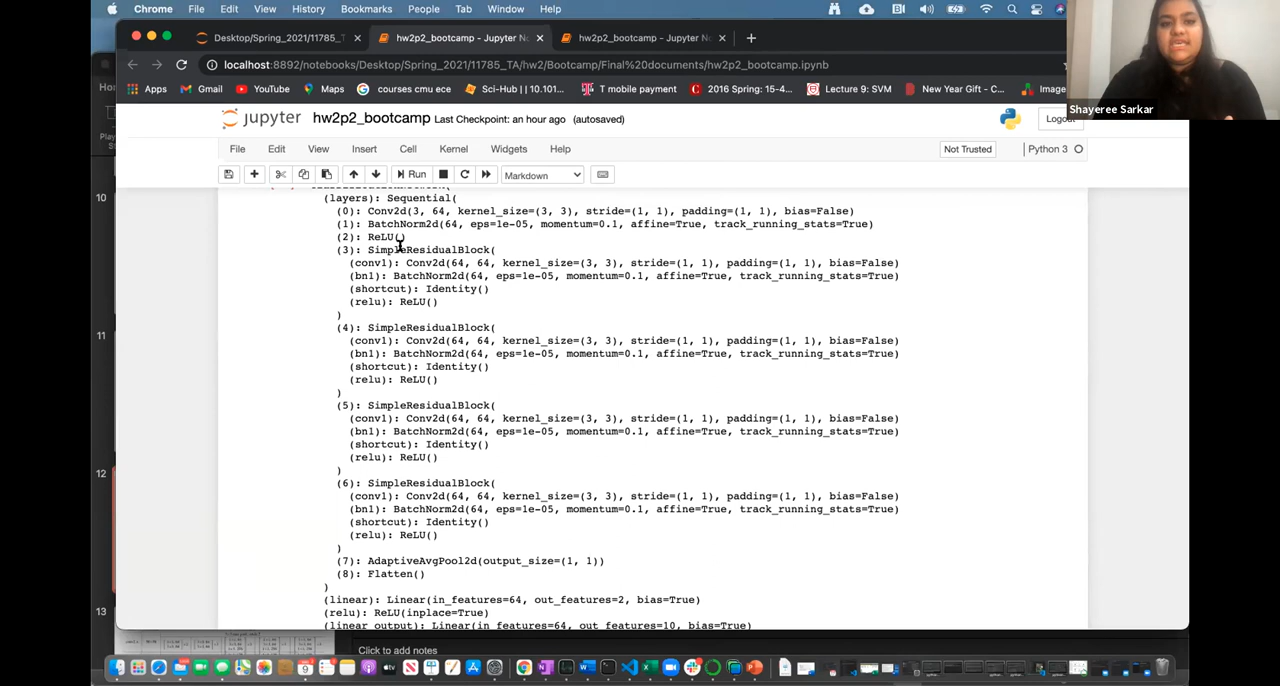 Chrome File Edit View History Bookmarks People Tab Window Help
Desktop/Spring_2021/11785_T
hw2p2_bootcamp - Jupyter No
hw2p2_bootcamp - Jupyter No
localhost:8892/notebooks/Desktop/Spring_2021/11785_TA/hw2/Bootcamp/Final%20documents/hw2p2_bootcamp.ipynb
Apps Gmail YouTube Maps courses cmu ece Sci-Hub | | 10.101... T mobile payment 2016 Spring: 15-4... Lecture 9: SVM New Year Gift - C... Image
Shayeree Sarkar
jupyter hw2p2_bootcamp Last Checkpoint: an hour ago (autosaved) Logout
File Edit View Insert Cell Kernel Widgets Help Not Trusted Python 3
Run Markdown
10
11
12
13
(layers): Sequential(
(0): Conv2d(3, 64, kernel_size=(3, 3), stride=(1, 1), padding=(1, 1), bias=False)
(1): BatchNorm2d(64, eps=1e-05, momentum=0.1, affine=True, track_running_stats=True)
(2): ReLU()
(3): SimpleResidualBlock(
(conv1): Conv2d(64, 64, kernel_size=(3, 3), stride=(1, 1), padding=(1, 1), bias=False)
(bn1): BatchNorm2d(64, eps=1e-05, momentum=0.1, affine=True, track_running_stats=True)
(shortcut): Identity()
(relu): ReLU()
)
(4): SimpleResidualBlock(
(conv1): Conv2d(64, 64, kernel_size=(3, 3), stride=(1, 1), padding=(1, 1), bias=False)
(bn1): BatchNorm2d(64, eps=1e-05, momentum=0.1, affine=True, track_running_stats=True)
(shortcut): Identity()
(relu): ReLU()
)
(5): SimpleResidualBlock(
(conv1): Conv2d(64, 64, kernel_size=(3, 3), stride=(1, 1), padding=(1, 1), bias=False)
(bn1): BatchNorm2d(64, eps=1e-05, momentum=0.1, affine=True, track_running_stats=True)
(shortcut): Identity()
(relu): ReLU()
)
(6): SimpleResidualBlock(
(conv1): Conv2d(64, 64, kernel_size=(3, 3), stride=(1, 1), padding=(1, 1), bias=False)
(bn1): BatchNorm2d(64, eps=1e-05, momentum=0.1, affine=True, track_running_stats=True)
(shortcut): Identity()
(relu): ReLU()
)
(7): AdaptiveAvgPool2d(output_size=(1, 1))
(8): Flatten()
)
(linear): Linear(in_features=64, out_features=2, bias=True)
(relu): ReLU(inplace=True)
(linear_output): Linear(in_features=64, out_features=10, bias=True)
Click to add notes